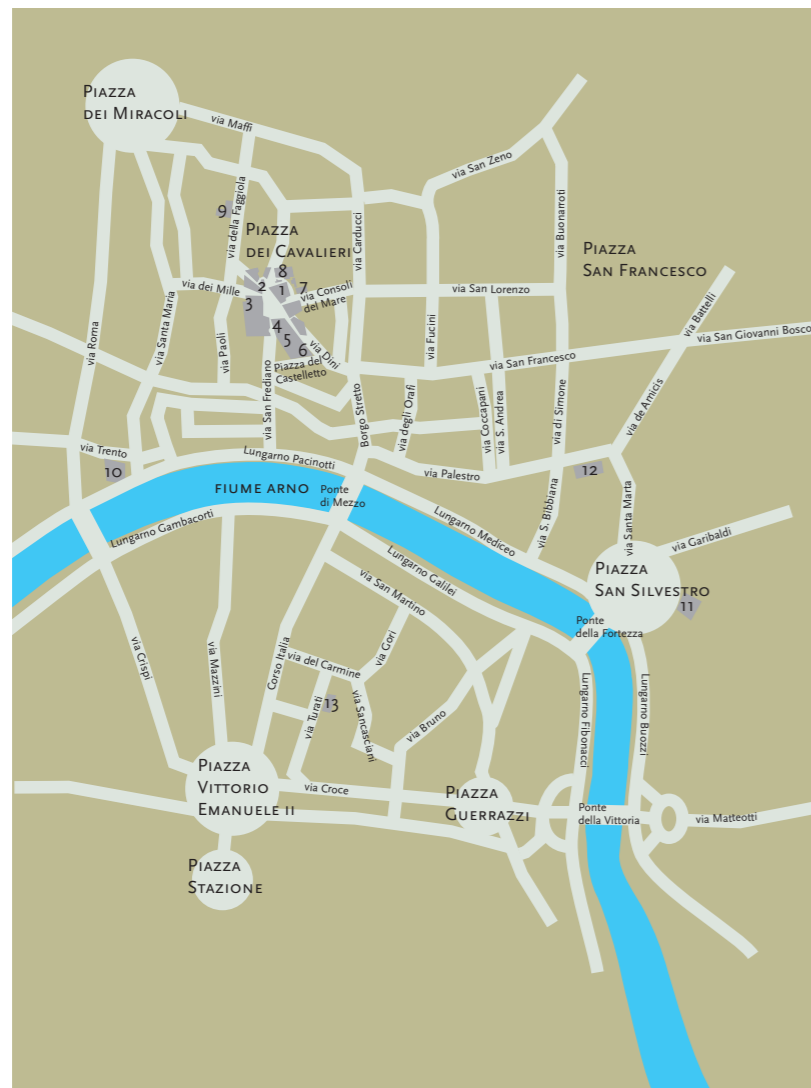 Piazza
dei Miracoli
via Maffi
via San Zeno
via della Faggiola
9
Piazza
dei Cavalieri
via Carducci
via Buonarroti
Piazza
San Francesco
8
2
1
7
via dei Mille
3
via Consoli
del Mare
via San Lorenzo
via Battelli
via Roma
via Santa Maria
via Paoli
4
5
6
via Dini
via Fucini
via San Giovanni Bosco
via San Francesco
Piazza del
Castelletto
via San Frediano
Borgo Stretto
via degli Orafi
via Coccapani
via S. Andrea
via di Simone
via de Amicis
via Trento
10
Lungarno Pacinotti
via Palestro
12
FIUME ARNO
Ponte
di Mezzo
Lungarno Gambacorti
Lungarno Mediceo
via S. Bibbiana
via Santa Marta
via Garibaldi
Lungarno Galilei
Piazza
San Silvestro
11
via San Martino
Ponte
della Fortezza
via Crispi
via Mazzini
Corso Italia
via del Carmine
via Gori
via Turati
13
via Sancasciani
via Bruno
Lungarno Fibonacci
Lungarno Buozzi
Piazza
Vittorio
Emanuele II
via Croce
Piazza
Guerrazzi
Ponte
della Vittoria
via Matteotti
Piazza
Stazione